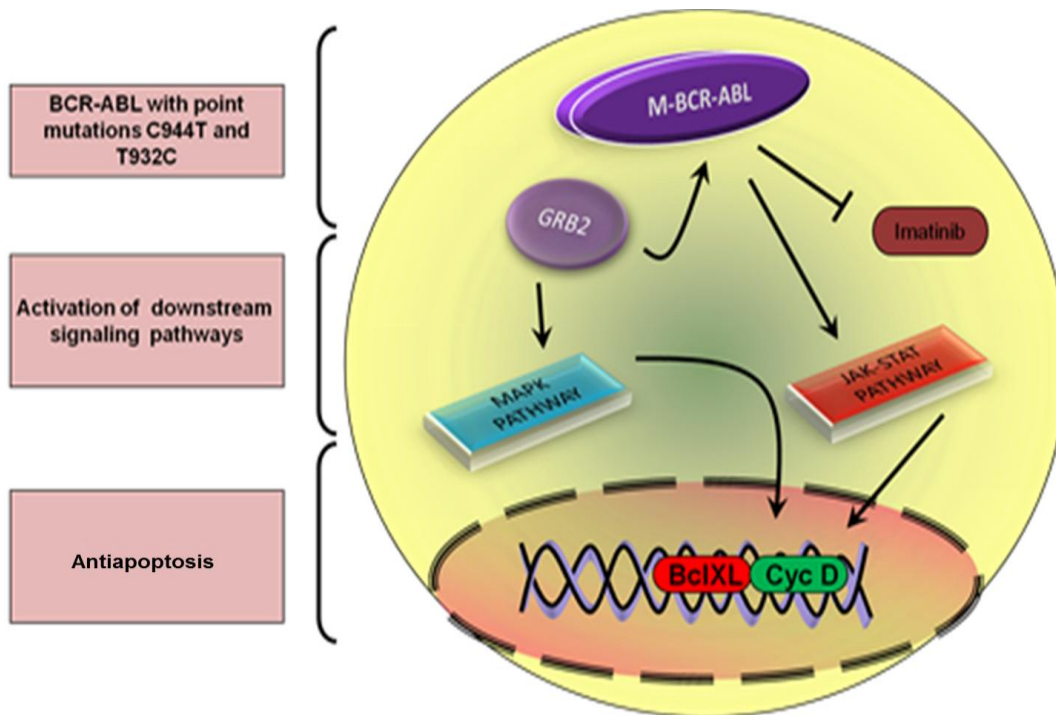 BCR-ABL with point
mutations C944T and
T932C
Activation of downstream
signaling pathways
Antiapoptosis
M-BCR-ABL
GRB2
Imatinib
MAPK
PATHWAY
JAK-STAT
PATHWAY
BclXL
Cyc D